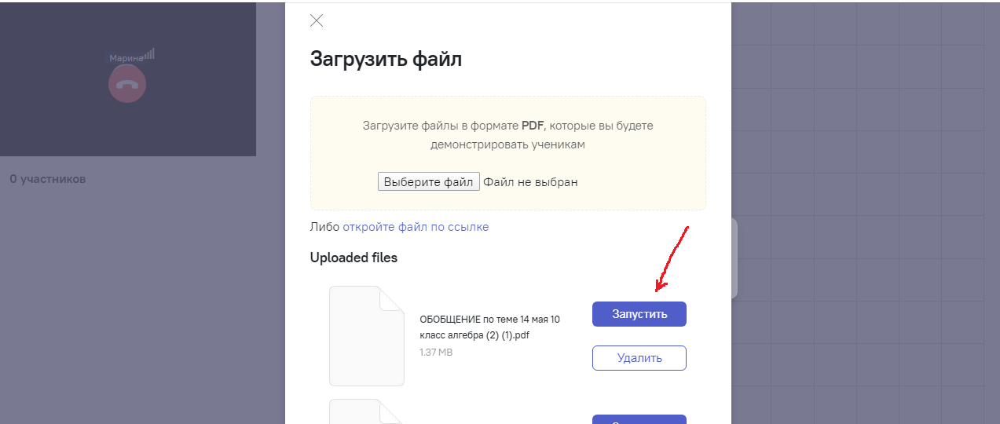 Марина
0 участников
Загрузить файл
Загрузите файлы в формате PDF, которые вы будете
демонстрировать ученикам
Выберите файл Файл не выбран
Либо откройте файл по ссылке
Uploaded files
ОБОБЩЕНИЕ по теме 14 мая 10
класс алгебра (2) (1).pdf
1.37 MB
Запустить
Удалить